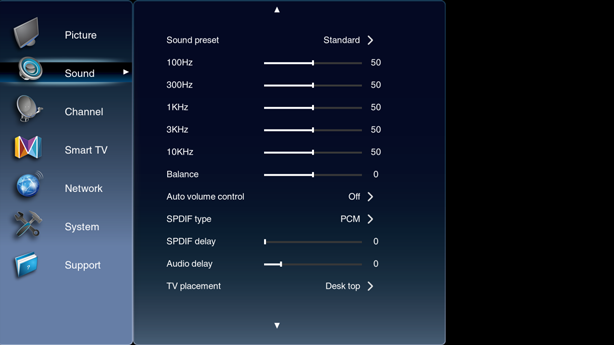 Picture
Sound
Channel
Smart TV
Network
System
Support
Sound preset Standard
100Hz 50
300Hz 50
1KHz 50
3KHz 50
10KHz 50
Balance 0
Auto volume control Off
SPDIF type PCM
SPDIF delay 0
Audio delay 0
TV placement Desk top